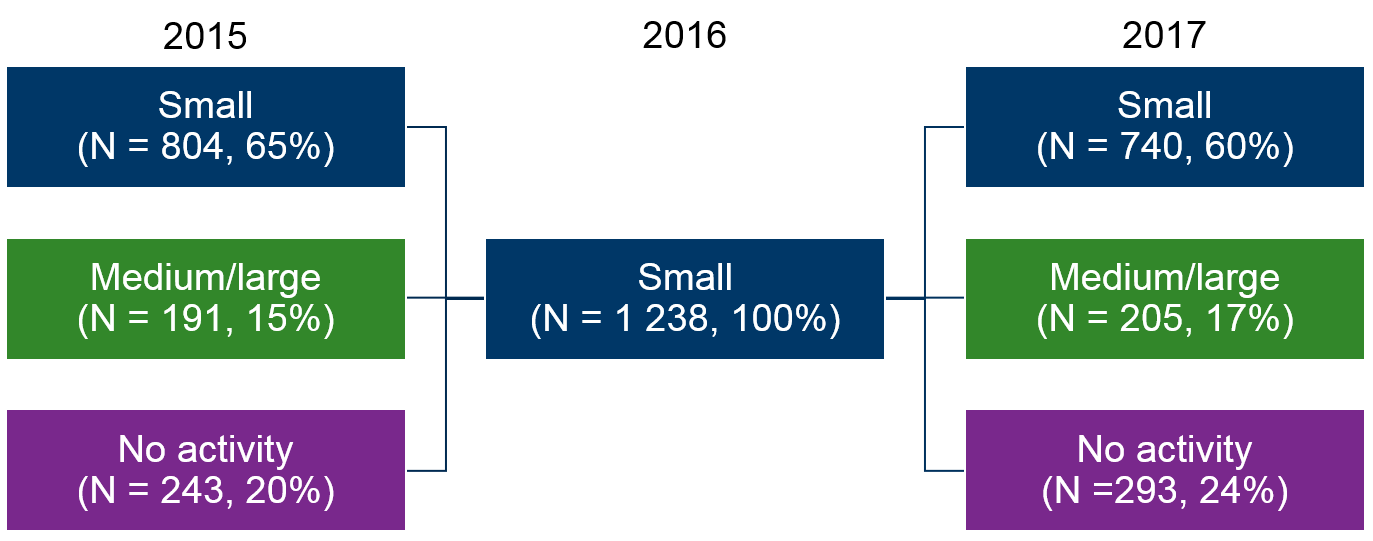 2015
2016
2017
Small
(N = 804, 65%)
Medium/large
(N = 191, 15%)
No activity
(N = 243, 20%)
Small
(N = 1 238, 100%)
Small
(N = 740, 60%)
Medium/large
(N = 205, 17%)
No activity
(N =293, 24%)